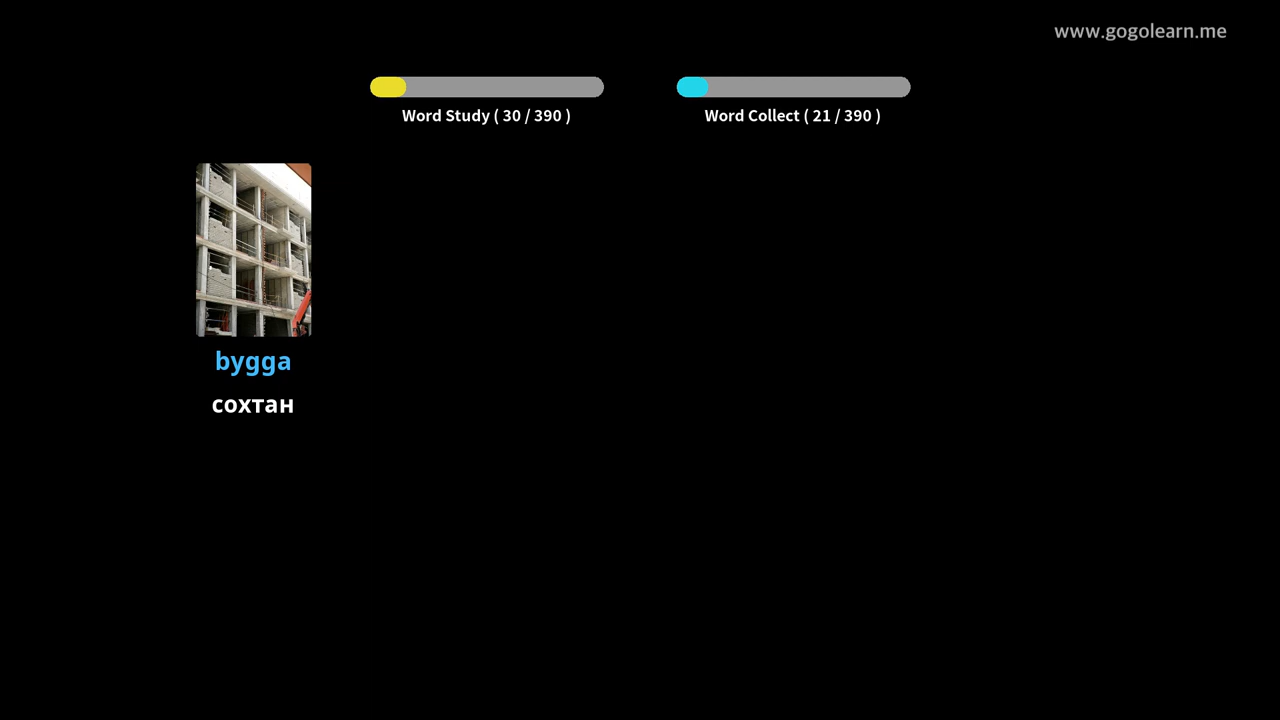 www.gogolearn.me
Word Study ( 30 / 390 )
Word Collect ( 21 / 390 )
bygga
сохтан